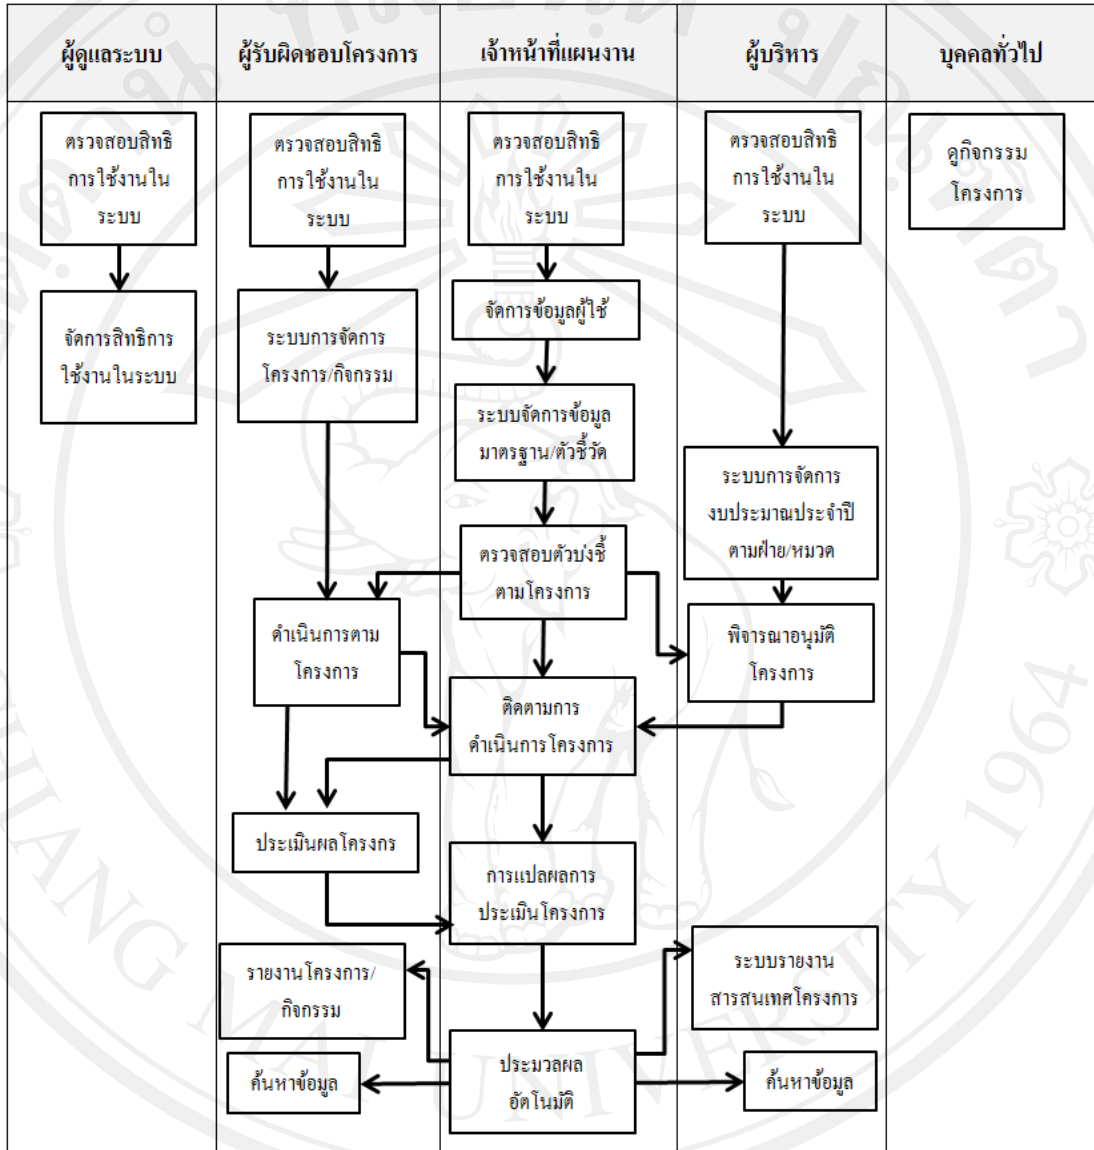 ผู้ดูแลระบบ
ผู้รับผิดชอบโครงการ
เจ้าหน้าที่แผนงาน
ผู้บริหาร
บุคคลทั่วไป
ตรวจสอบสิทธิ
การใช้งานใน
ระบบ
จัดการสิทธิการ
ใช้งานในระบบ
ตรวจสอบสิทธิ
การใช้งานใน
ระบบ
ระบบการจัดการ
โครงการ/กิจกรรม
ดำเนินการตาม
โครงการ
ประเมินผลโครงกร
รายงานโครงการ/
กิจกรรม
ค้นหาข้อมูล
ตรวจสอบสิทธิ
การใช้งานใน
ระบบ
จัดการข้อมูลผู้ใช้
ระบบจัดการข้อมูล
มาตรฐาน/ตัวชี้วัด
ตรวจสอบตัวบ่งชี้
ตามโครงการ
ติดตามการ
ดำเนินการโครงการ
การแปลผลการ
ประเมินโครงการ
ประมวลผล
อัตโนมัติ
ตรวจสอบสิทธิ
การใช้งานใน
ระบบ
ระบบการจัดการ
งบประมาณประจำปี
ตามฝ่าย/หมวด
พิจารณาอนุมัติ
โครงการ
ระบบรายงาน
สารสนเทศโครงการ
ค้นหาข้อมูล
ดูกิจกรรม
โครงการ
CHIANG MAI UNIVERSITY 1964